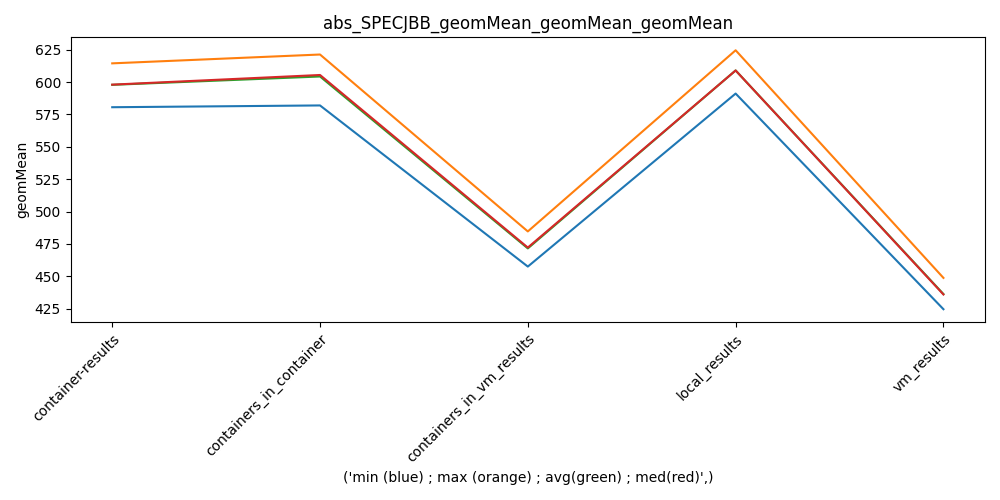 abs_SPECJBB_geomMean_geomMean_geomMean
geomMean
625
600
575
550
525
500
475
450
425
container-results
containers_in_container
containers_in_vm_results
local_results
vm_results
('min (blue) ; max (orange) ; avg(green) ; med(red)',)